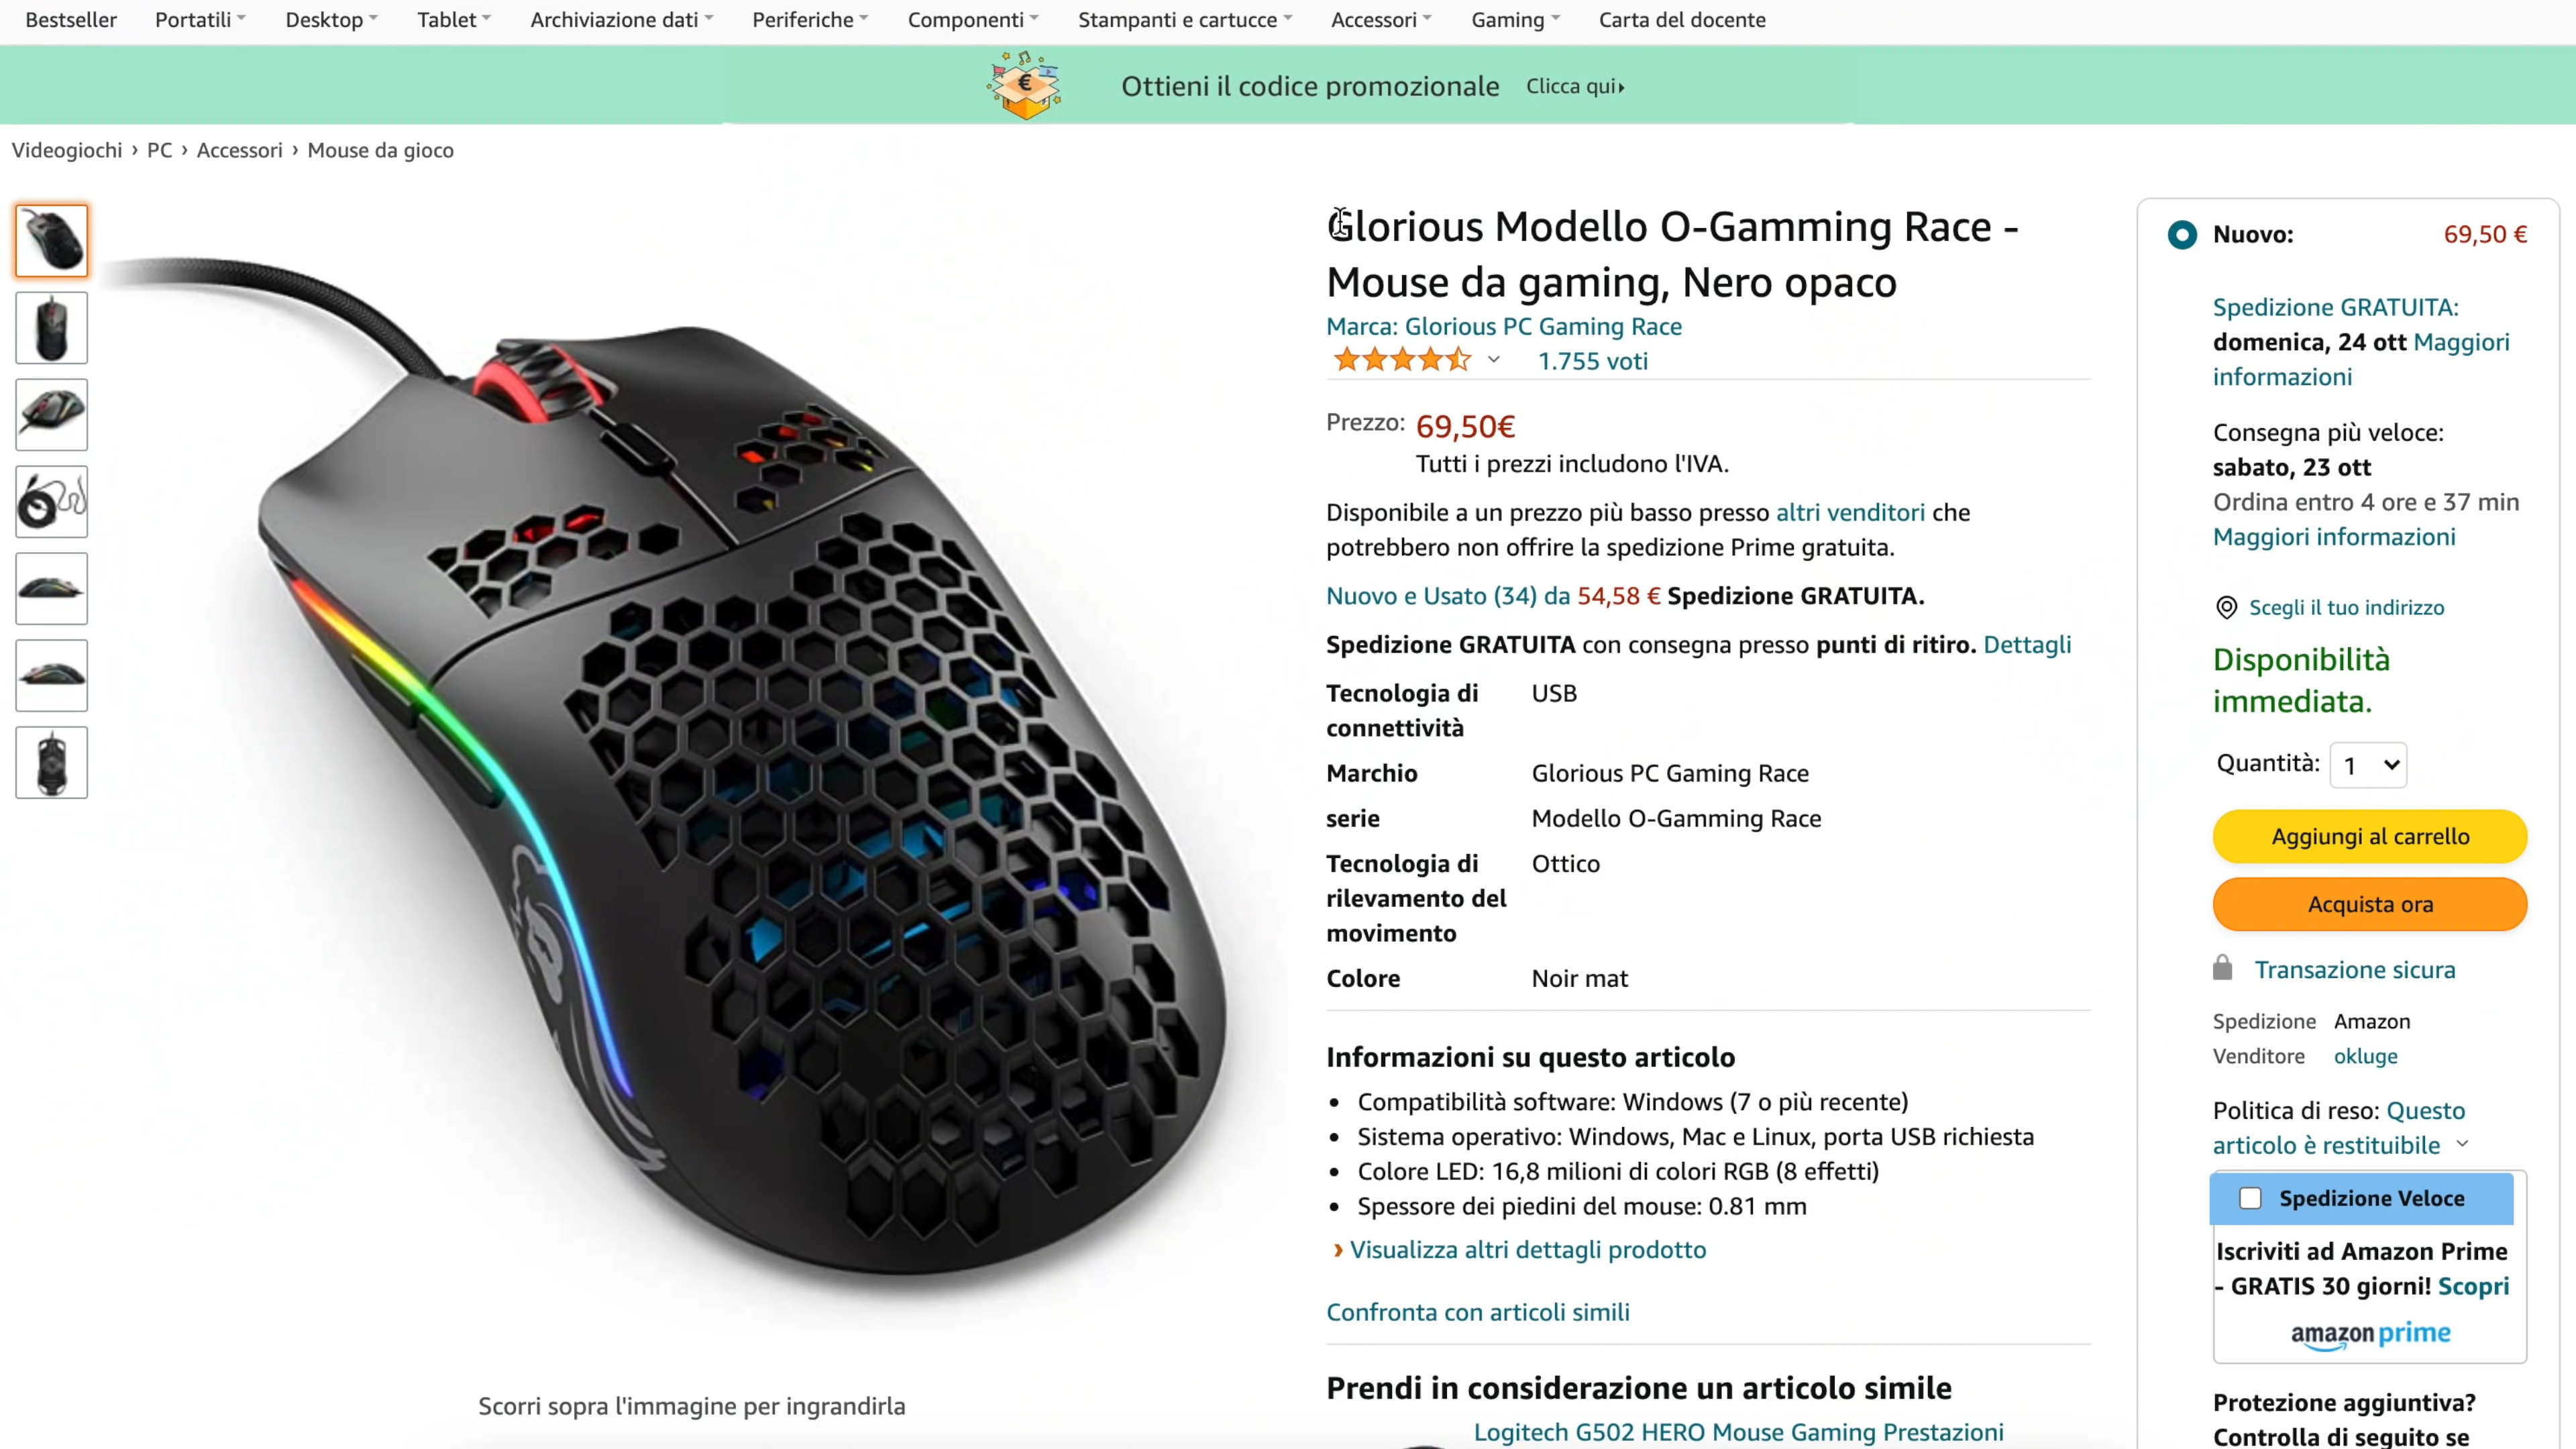 Bestseller Portatili Desktop Tablet Archiviazione dati Periferiche Componenti Stampanti e cartucce Accessori Gaming Carta del docente
€ Ottieni il codice promozionale Clicca qui
Videogiochi › PC › Accessori › Mouse da gioco
Glorious Modello O-Gamming Race -
Mouse da gaming, Nero opaco
Marca: Glorious PC Gaming Race
1.755 voti
Prezzo: 69,50€
Tutti i prezzi includono l'IVA.
Disponibile a un prezzo più basso presso altri venditori che
potrebbero non offrire la spedizione Prime gratuita.
Nuovo e Usato (34) da 54,58 € Spedizione GRATUITA.
Spedizione GRATUITA con consegna presso punti di ritiro. Dettagli
Tecnologia di USB
connettività
Marchio Glorious PC Gaming Race
serie Modello O-Gamming Race
Tecnologia di Ottico
rilevamento del
movimento
Colore Noir mat
Informazioni su questo articolo
• Compatibilità software: Windows (7 o più recente)
• Sistema operativo: Windows, Mac e Linux, porta USB richiesta
• Colore LED: 16,8 milioni di colori RGB (8 effetti)
• Spessore dei piedini del mouse: 0.81 mm
› Visualizza altri dettagli prodotto
Confronta con articoli simili
Prendi in considerazione un articolo simile
Logitech G502 HERO Mouse Gaming Prestazioni
Scorri sopra l'immagine per ingrandirla
Nuovo: 69,50 €
Spedizione GRATUITA:
domenica, 24 ott Maggiori
informazioni
Consegna più veloce:
sabato, 23 ott
Ordina entro 4 ore e 37 min
Maggiori informazioni
Scegli il tuo indirizzo
Disponibilità
immediata.
Quantità: 1
Aggiungi al carrello
Acquista ora
Transazione sicura
Spedizione Amazon
Venditore okluge
Politica di reso: Questo
articolo è restituibile
Spedizione Veloce
Iscriviti ad Amazon Prime
- GRATIS 30 giorni! Scopri
amazon prime
Protezione aggiuntiva?
Controlla di seguito se